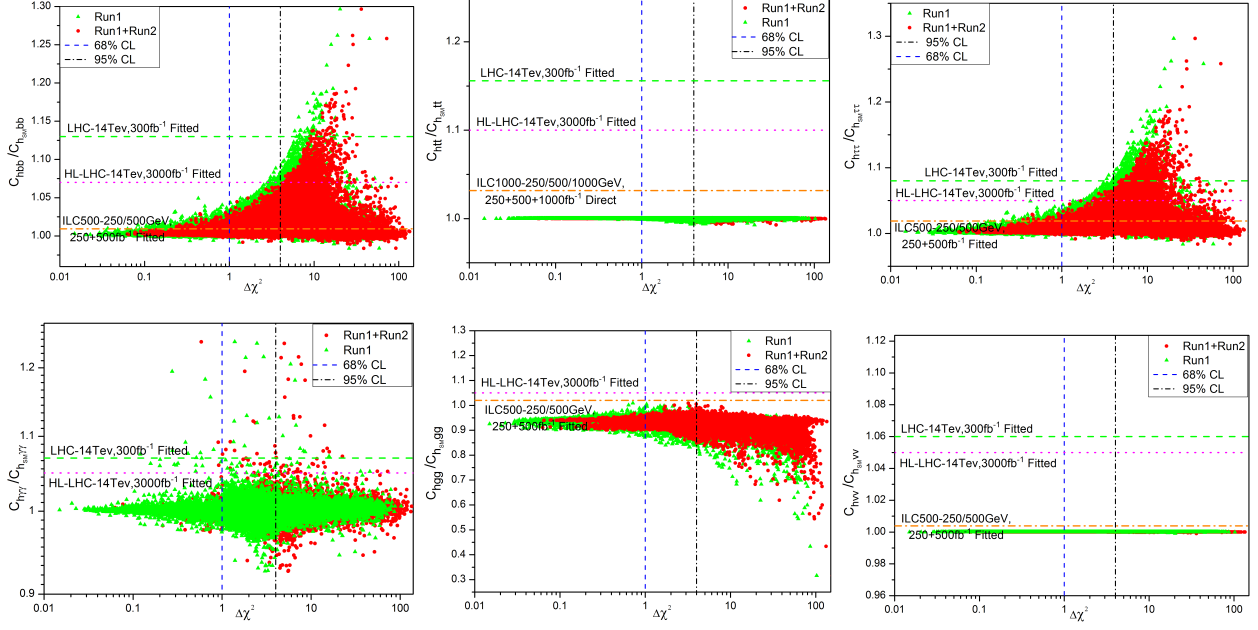 1.30
1.25
1.20
1.15
1.10
1.05
1.00
C_hbb /C_hSMbb
Run1
Run1+Run2
68% CL
95% CL
LHC-14Tev,300fb⁻¹ Fitted
HL-LHC-14Tev,3000fb⁻¹ Fitted
ILC500-250/500GeV,
250+500fb⁻¹ Fitted
0.01 0.1 1 10 100
Δχ²
1.2
1.1
1.0
C_htt /C_hSMtt
Run1+Run2
Run1
68% CL
95% CL
LHC-14Tev,300fb⁻¹ Fitted
HL-LHC-14Tev,3000fb⁻¹ Fitted
ILC1000-250/500/1000GeV,
250+500+1000fb⁻¹ Direct
0.01 0.1 1 10 100
Δχ²
1.3
1.2
1.1
1.0
C_hττ /C_hSMττ
Run1
Run1+Run2
95% CL
68% CL
LHC-14Tev,300fb⁻¹ Fitted
HL-LHC-14Tev,3000fb⁻¹ Fitted
ILC500-250/500GeV,
250+500fb⁻¹ Fitted
0.01 0.1 1 10 100
Δχ²
1.2
1.1
1
0.9
C_hγγ /C_hSMγγ
Run1+Run2
Run1
68% CL
95% CL
LHC-14Tev,300fb⁻¹ Fitted
HL-LHC-14Tev,3000fb⁻¹ Fitted
0.01 0.1 1 10 100
Δχ²
1.3
1.2
1.1
1.0
0.9
0.8
0.7
0.6
0.5
0.4
0.3
C_hgg /C_hSMgg
Run1
Run1+Run2
68% CL
95% CL
HL-LHC-14Tev,3000fb⁻¹ Fitted
ILC500-250/500GeV,
250+500fb⁻¹ Fitted
0.01 0.1 1 10 100
Δχ²
1.12
1.10
1.08
1.06
1.04
1.02
1.00
0.98
0.96
C_hvv /C_hSMvv
Run1+Run2
Run1
68% CL
95% CL
LHC-14Tev,300fb⁻¹ Fitted
HL-LHC-14Tev,3000fb⁻¹ Fitted
ILC500-250/500GeV,
250+500fb⁻¹ Fitted
0.01 0.1 1 10 100
Δχ²